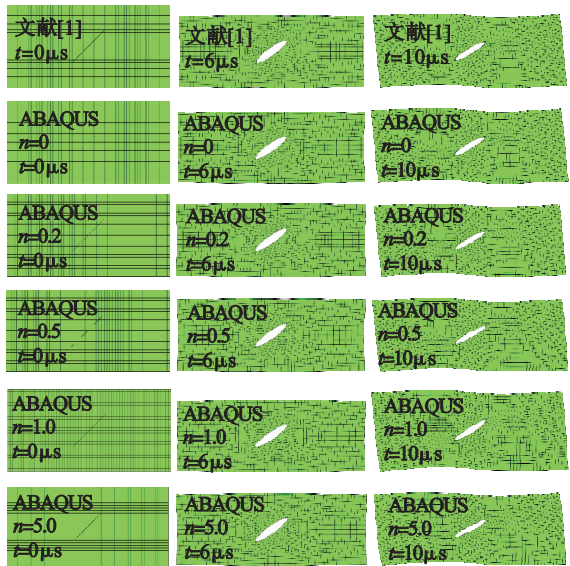 文献[1]
t=0μs
文献[1]
t=6μs
文献[1]
t=10μs
ABAQUS
n=0
t=0μs
ABAQUS
n=0
t=6μs
ABAQUS
n=0
t=10μs
ABAQUS
n=0.2
t=0μs
ABAQUS
n=0.2
t=6μs
ABAQUS
n=0.2
t=10μs
ABAQUS
n=0.5
t=0μs
ABAQUS
n=0.5
t=6μs
ABAQUS
n=0.5
t=10μs
ABAQUS
n=1.0
t=0μs
ABAQUS
n=1.0
t=6μs
ABAQUS
n=1.0
t=10μs
ABAQUS
n=5.0
t=0μs
ABAQUS
n=5.0
t=6μs
ABAQUS
n=5.0
t=10μs